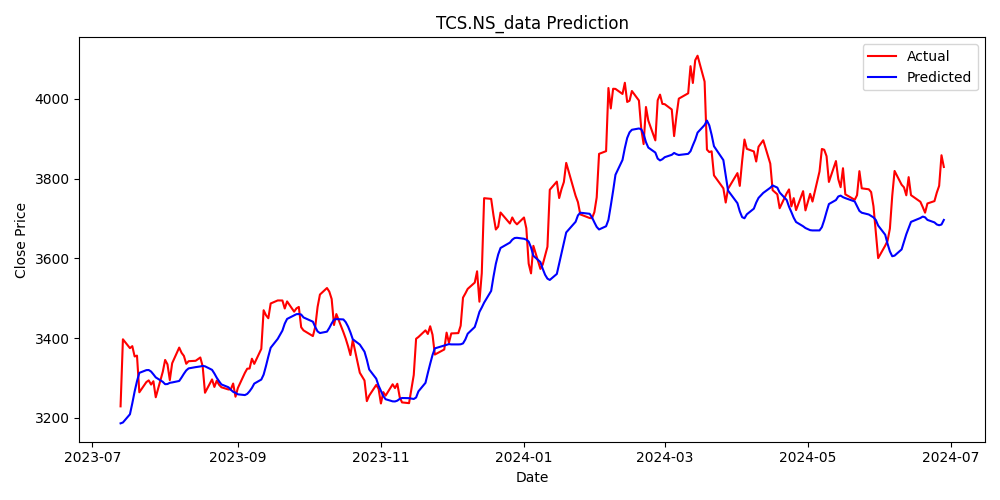 TCS.NS_data Prediction
Actual
Predicted
Close Price
4000
3800
3600
3400
3200
2023-07 2023-09 2023-11 2024-01 2024-03 2024-05 2024-07
Date